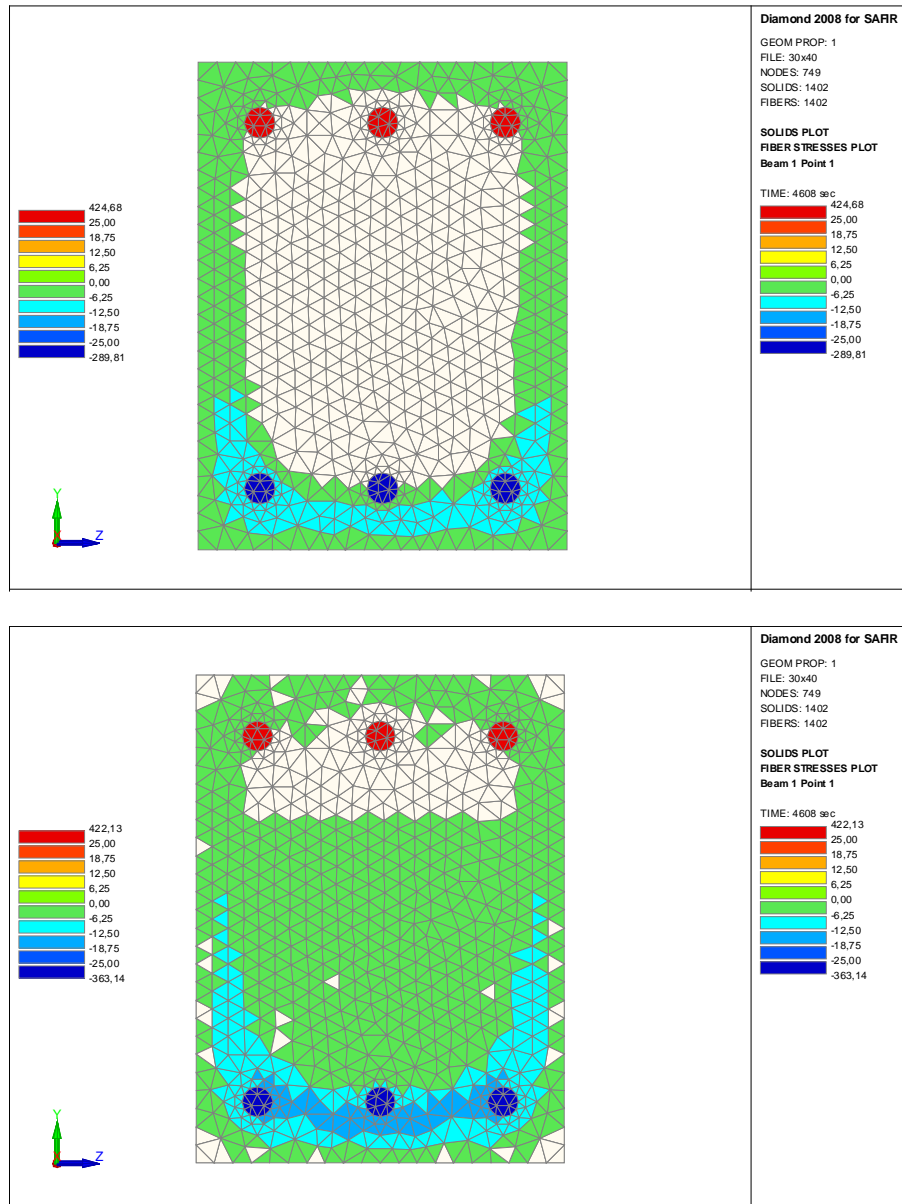 Diamond 2008 for SAFIR
GEOM PROP: 1
FILE: 30x40
NODES: 749
SOLIDS: 1402
FIBERS: 1402
SOLIDS PLOT
FIBER STRESSES PLOT
Beam 1 Point 1
TIME: 4608 sec
424,68
25,00
18,75
12,50
6,25
0,00
-6,25
-12,50
-18,75
-25,00
-289,81
424,68
25,00
18,75
12,50
6,25
0,00
-6,25
-12,50
-18,75
-25,00
-289,81
Y
Z
Diamond 2008 for SAFIR
GEOM PROP: 1
FILE: 30x40
NODES: 749
SOLIDS: 1402
FIBERS: 1402
SOLIDS PLOT
FIBER STRESSES PLOT
Beam 1 Point 1
TIME: 4608 sec
422,13
25,00
18,75
12,50
6,25
0,00
-6,25
-12,50
-18,75
-25,00
-363,14
422,13
25,00
18,75
12,50
6,25
0,00
-6,25
-12,50
-18,75
-25,00
-363,14
Y
Z